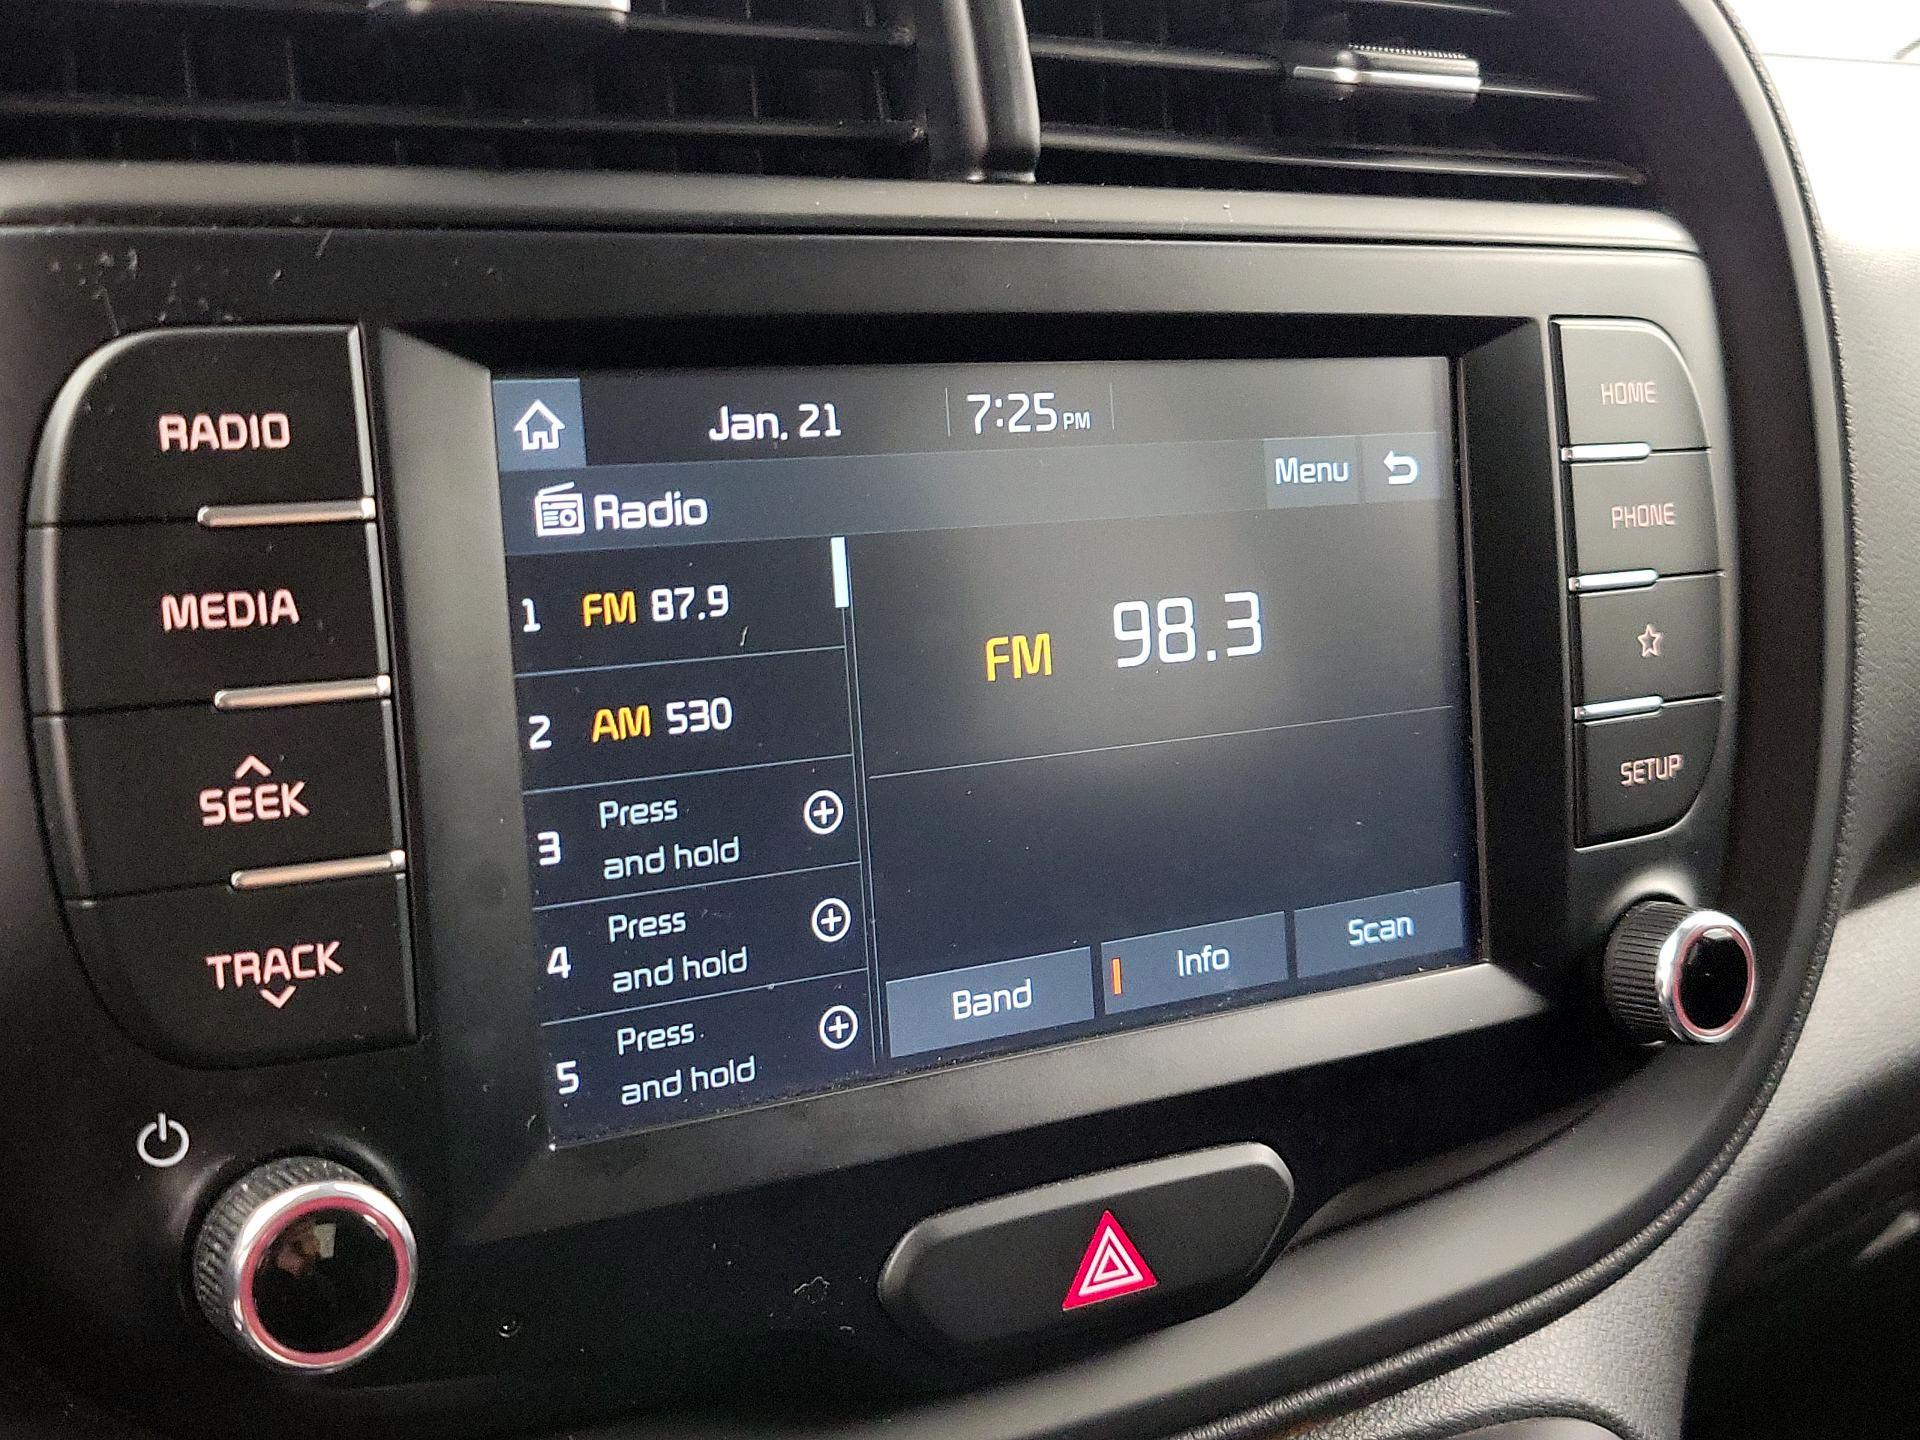 RADIO
MEDIA
SEEK
TRACK
Jan. 21 7:25 PM
Radio
Menu
1 FM 87.9
2 AM 530
3 Press
and hold
4 Press
and hold
5 Press
and hold
FM 98.3
Band
Info
Scan
HOME
PHONE
SETUP